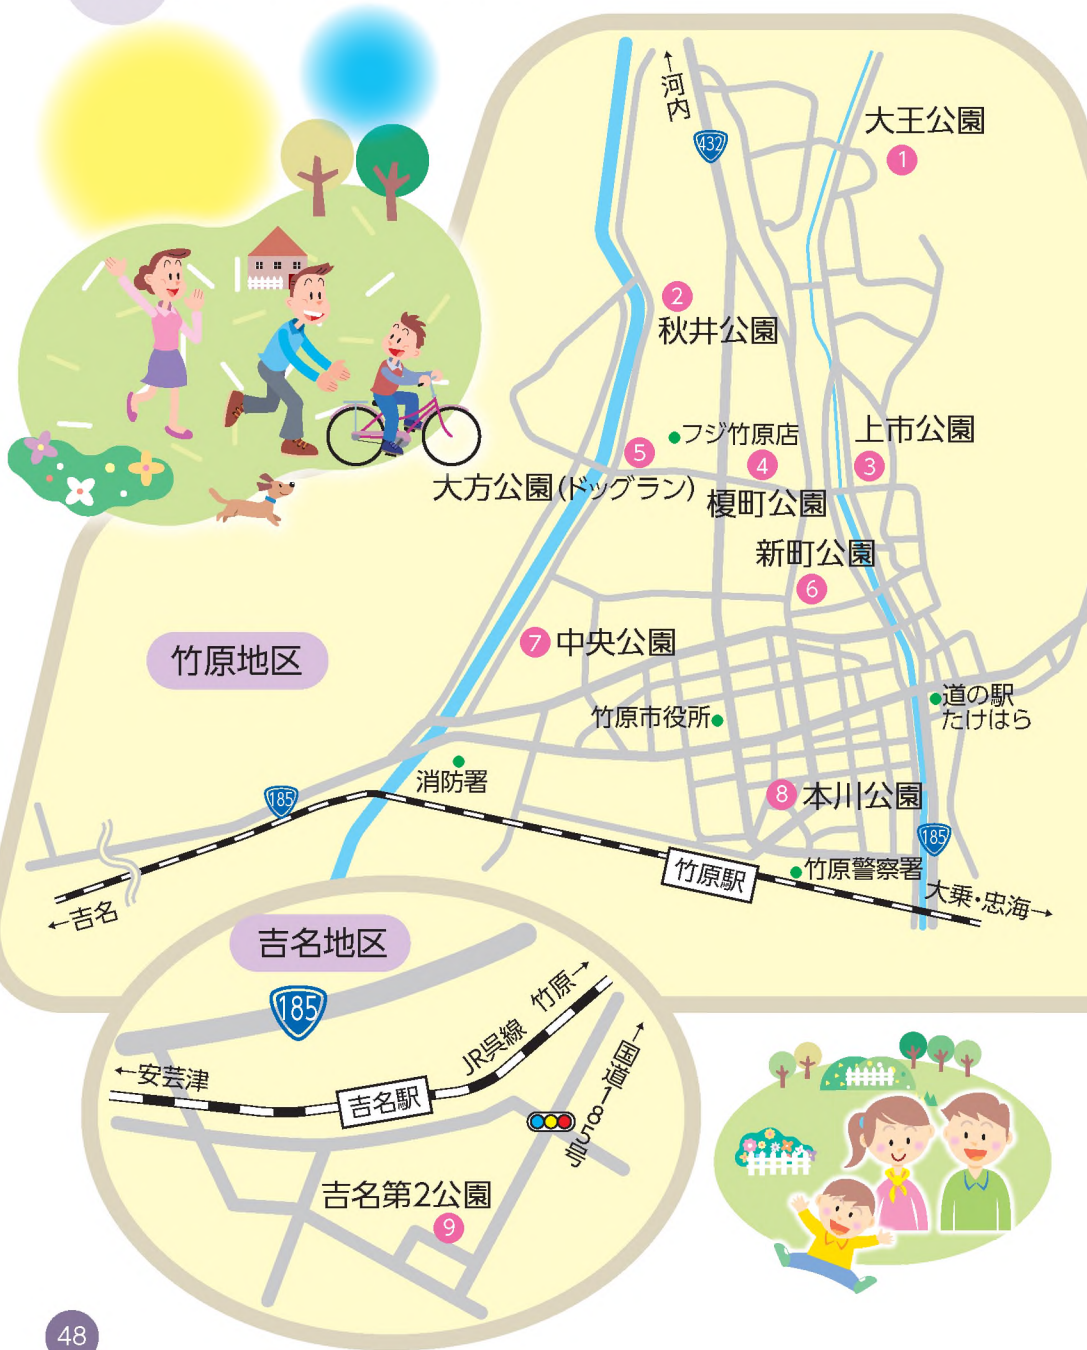 ←河内
432
大王公園
1
2
秋井公園
フジ竹原店
5
4
上市公園
3
大方公園(ドッグラン)
榎町公園
新町公園
6
7 中央公園
竹原地区
竹原市役所
道の駅
たけはら
消防署
185
8 本川公園
185
竹原駅
竹原警察署
大乗・忠海→
←吉名
吉名地区
185
竹原→
JR呉線
←安芸津
吉名駅
←国道185号
吉名第2公園
9
48